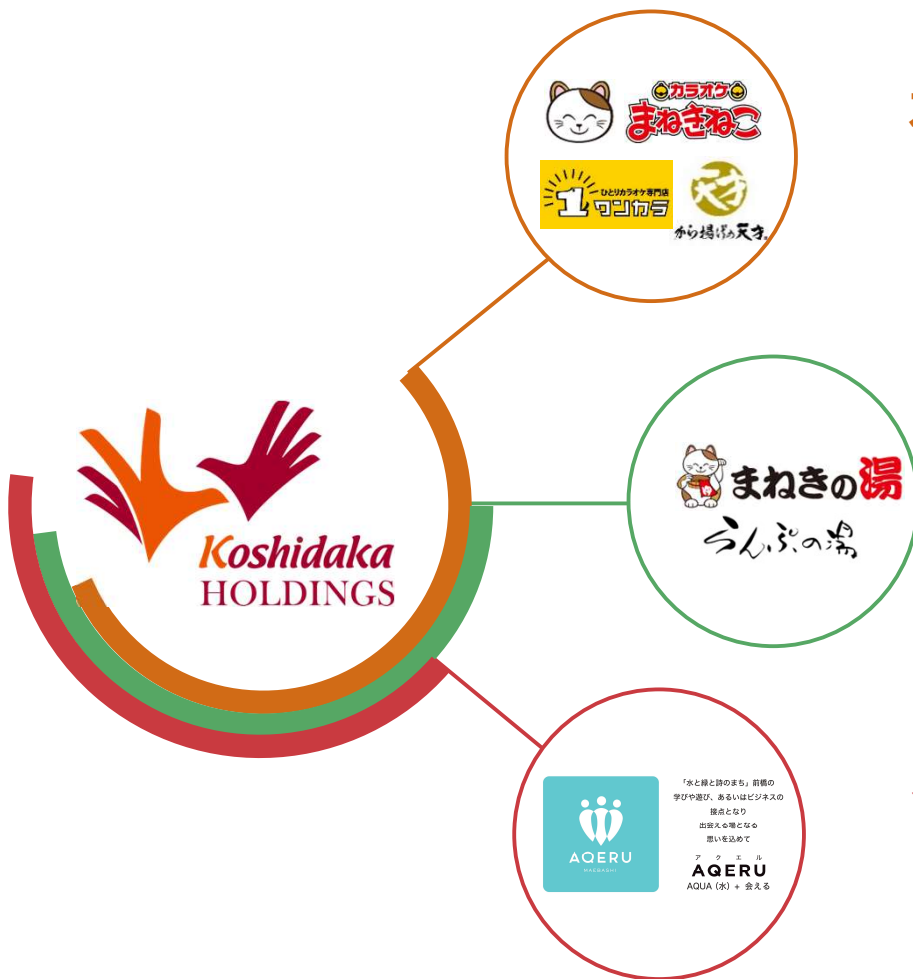 カラオケ
まねきねこ
1
ひとりカラオケ専門店
ワンカラ
天才
から揚げの天才
Koshidaka
HOLDINGS
まねきの湯
らんぷの湯
AQERU
MAEBASHI
「水と緑と詩のまち」前橋の
学びや遊び、あるいはビジネスの
接点となり
出会える場となる
思いを込めて
アクエル
AQERU
AQUA（水）+ 会える